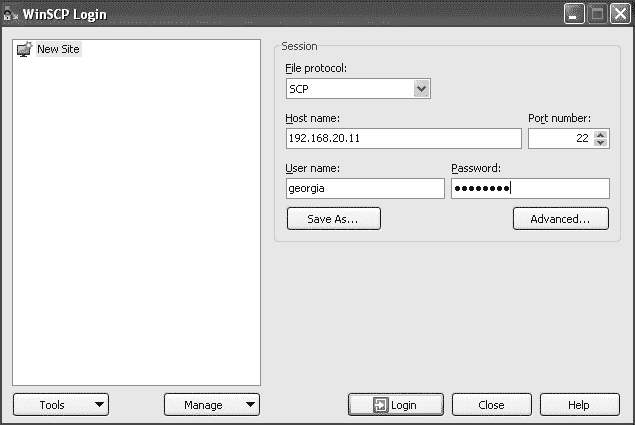 WinSCP Login
New Site
Session
File protocol:
SCP
Host name:
Port number:
192.168.20.11
22
User name:
Password:
georgia
●●●●●●●●
Save As...
Advanced...
Tools
Manage
Login
Close
Help